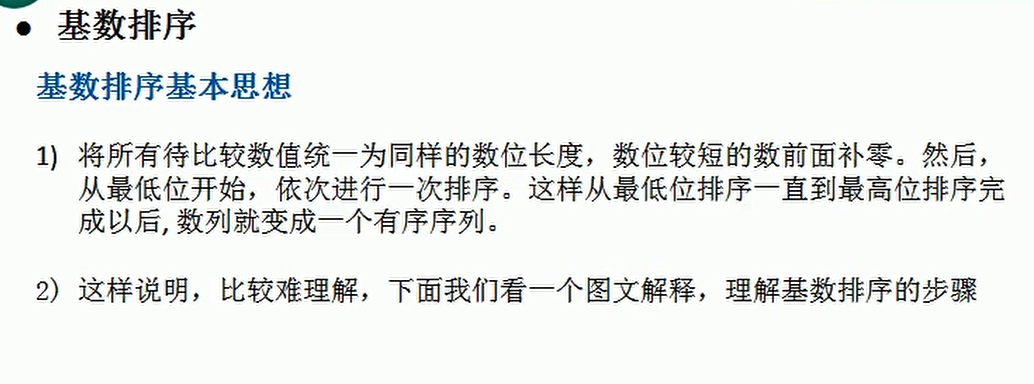 ● 基数排序
基数排序基本思想
1) 将所有待比较数值统一为同样的数位长度，数位较短的数前面补零。然后，
从最低位开始，依次进行一次排序。这样从最低位排序一直到最高位排序完
成以后, 数列就变成一个有序序列。
2) 这样说明，比较难理解，下面我们看一个图文解释，理解基数排序的步骤